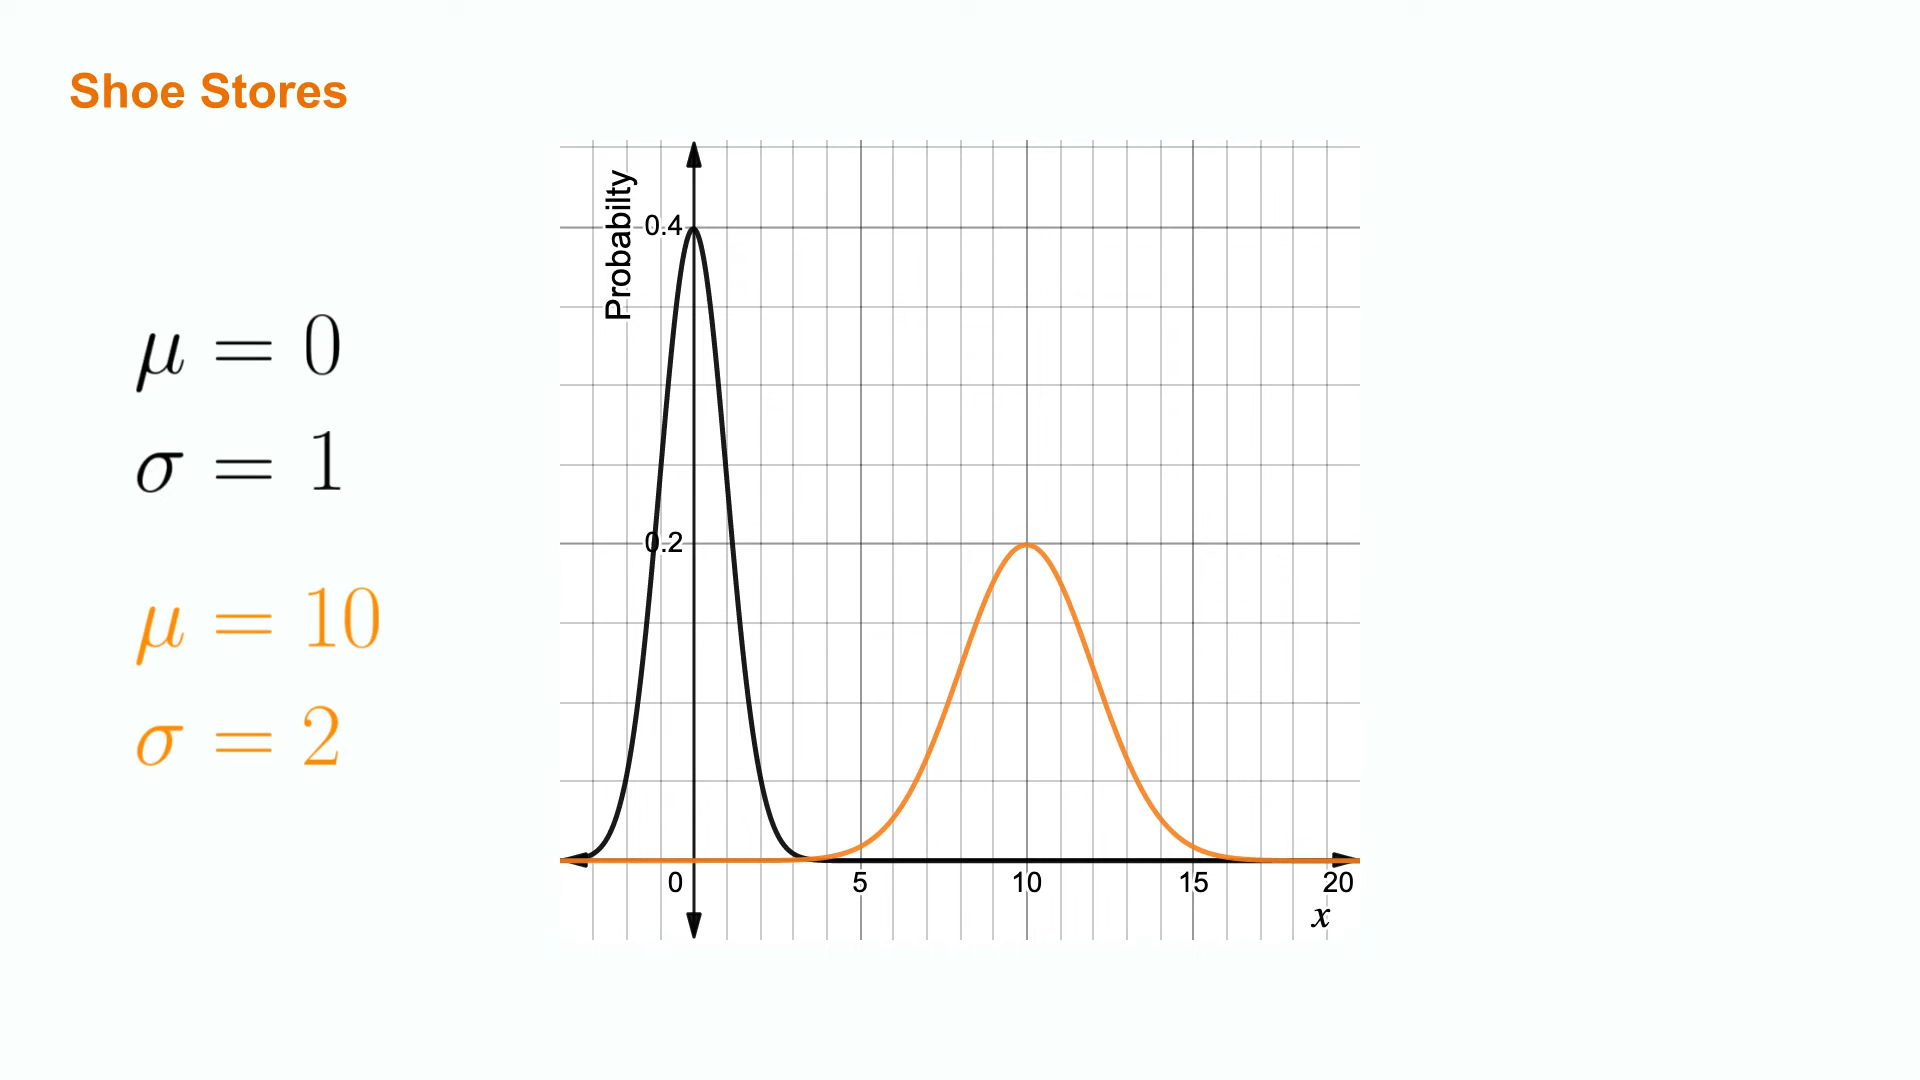 Shoe Stores
μ = 0
σ = 1
μ = 10
σ = 2
Probabilty
0.4
0.2
0 5 10 15 20
x